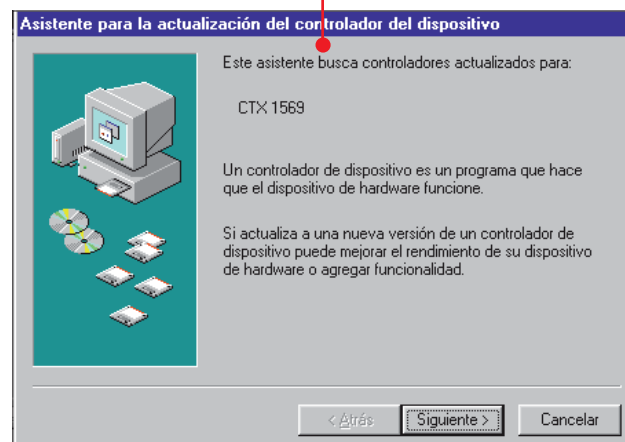 Asistente para la actualización del controlador del dispositivo
Este asistente busca controladores actualizados para:
CTX 1569
Un controlador de dispositivo es un programa que hace
que el dispositivo de hardware funcione.
Si actualiza a una nueva versión de un controlador de
dispositivo puede mejorar el rendimiento de su dispositivo
de hardware o agregar funcionalidad.
< Atrás
Siguiente >
Cancelar